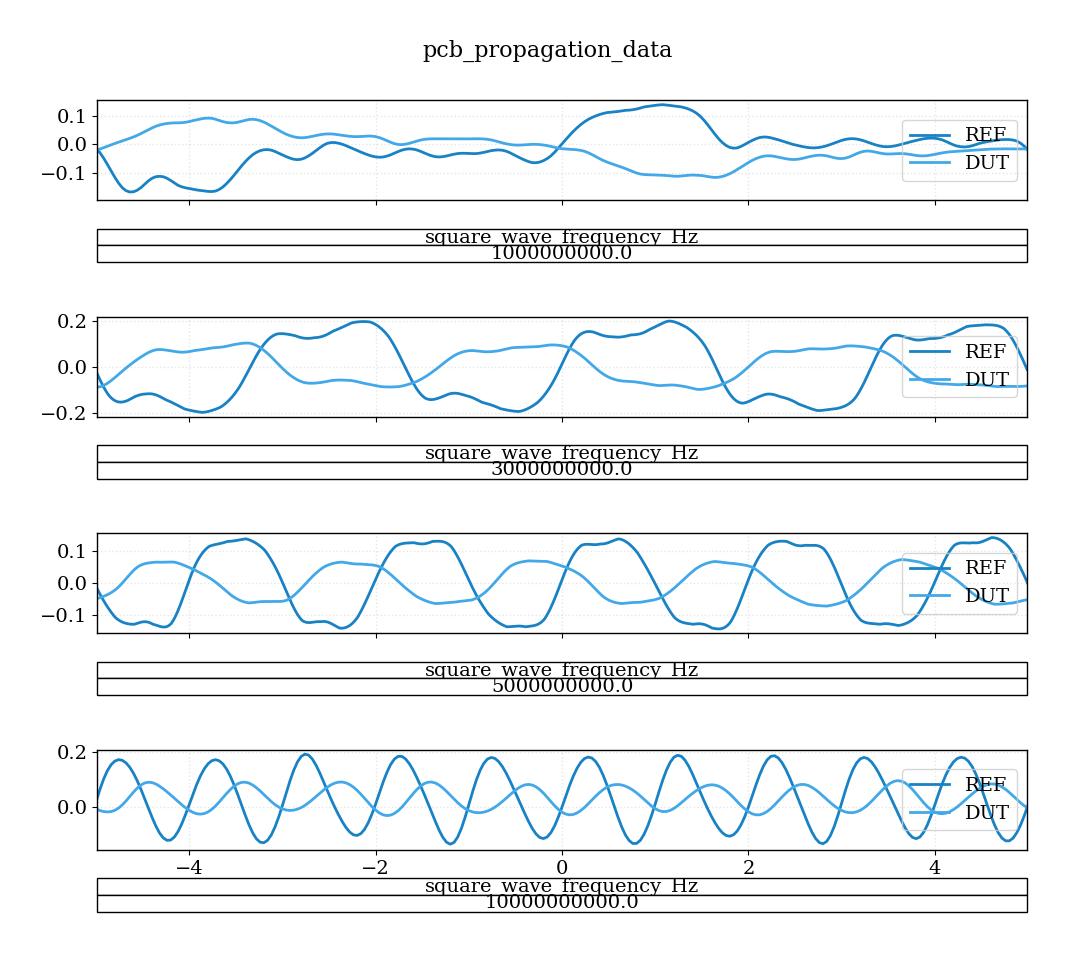 pcb_propagation_data
0.1
0.0
−0.1
REF
DUT
square_wave_frequency_Hz
1000000000.0
0.2
0.0
−0.2
REF
DUT
square_wave_frequency_Hz
3000000000.0
0.1
0.0
−0.1
REF
DUT
square_wave_frequency_Hz
5000000000.0
0.2
0.0
REF
DUT
−4 −2 0 2 4
square_wave_frequency_Hz
10000000000.0